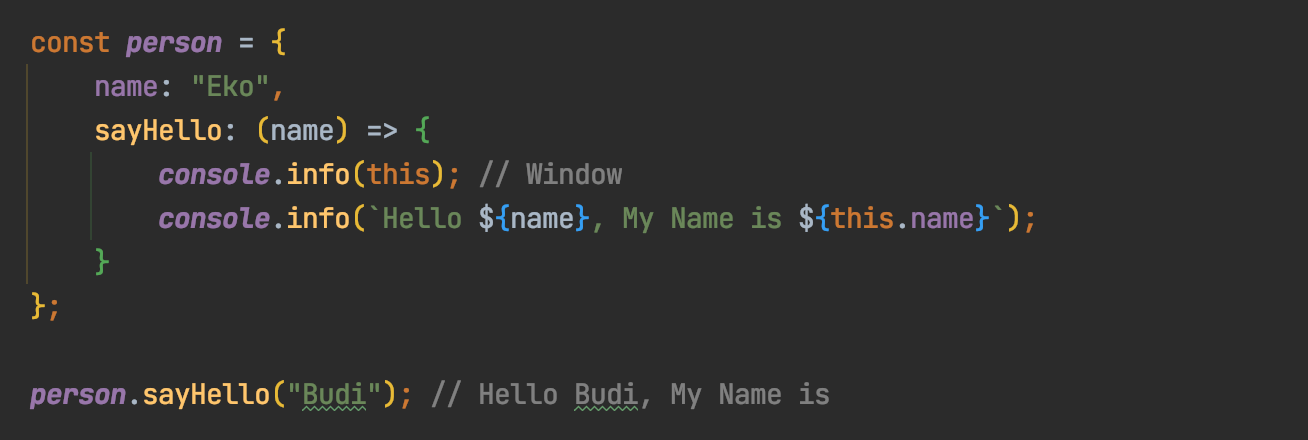 const person = {
    name: "Eko",
    sayHello: (name) => {
        console.info(this); // Window
        console.info(`Hello ${name}, My Name is ${this.name}`);
    }
};

person.sayHello("Budi"); // Hello Budi, My Name is